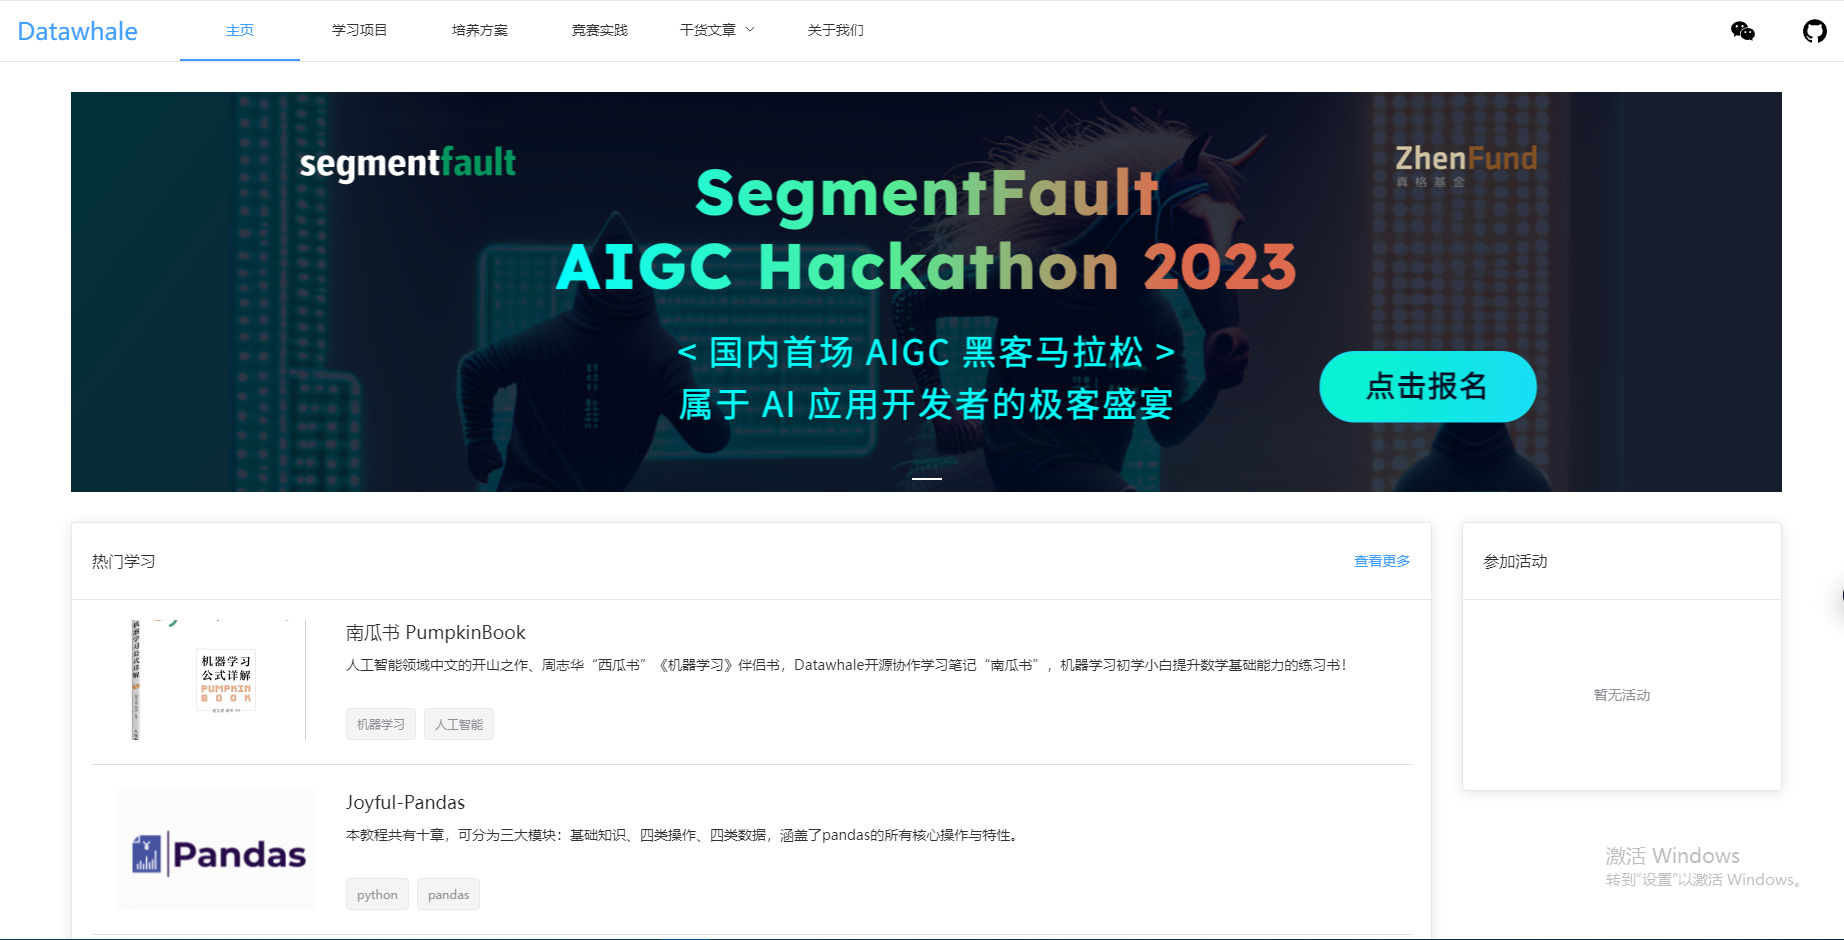 Datawhale
主页
学习项目
培养方案
竞赛实践
干货文章
关于我们
segmentfault
ZhenFund
真格基金
SegmentFault
AIGC Hackathon 2023
< 国内首场 AIGC 黑客马拉松 >
属于 AI 应用开发者的极客盛宴
点击报名
热门学习
查看更多
参加活动
机器学习公式详解
机器学习
公式详解
PUMPKIN
BOOK
南瓜书 PumpkinBook
人工智能领域中文的开山之作、周志华“西瓜书”《机器学习》伴侣书，Datawhale开源协作学习笔记“南瓜书”，机器学习初学小白提升数学基础能力的练习书！
机器学习
人工智能
暂无活动
Pandas
Joyful-Pandas
本教程共有十章，可分为三大模块：基础知识、四类操作、四类数据，涵盖了pandas的所有核心操作与特性。
python
pandas
激活 Windows
转到“设置”以激活 Windows。